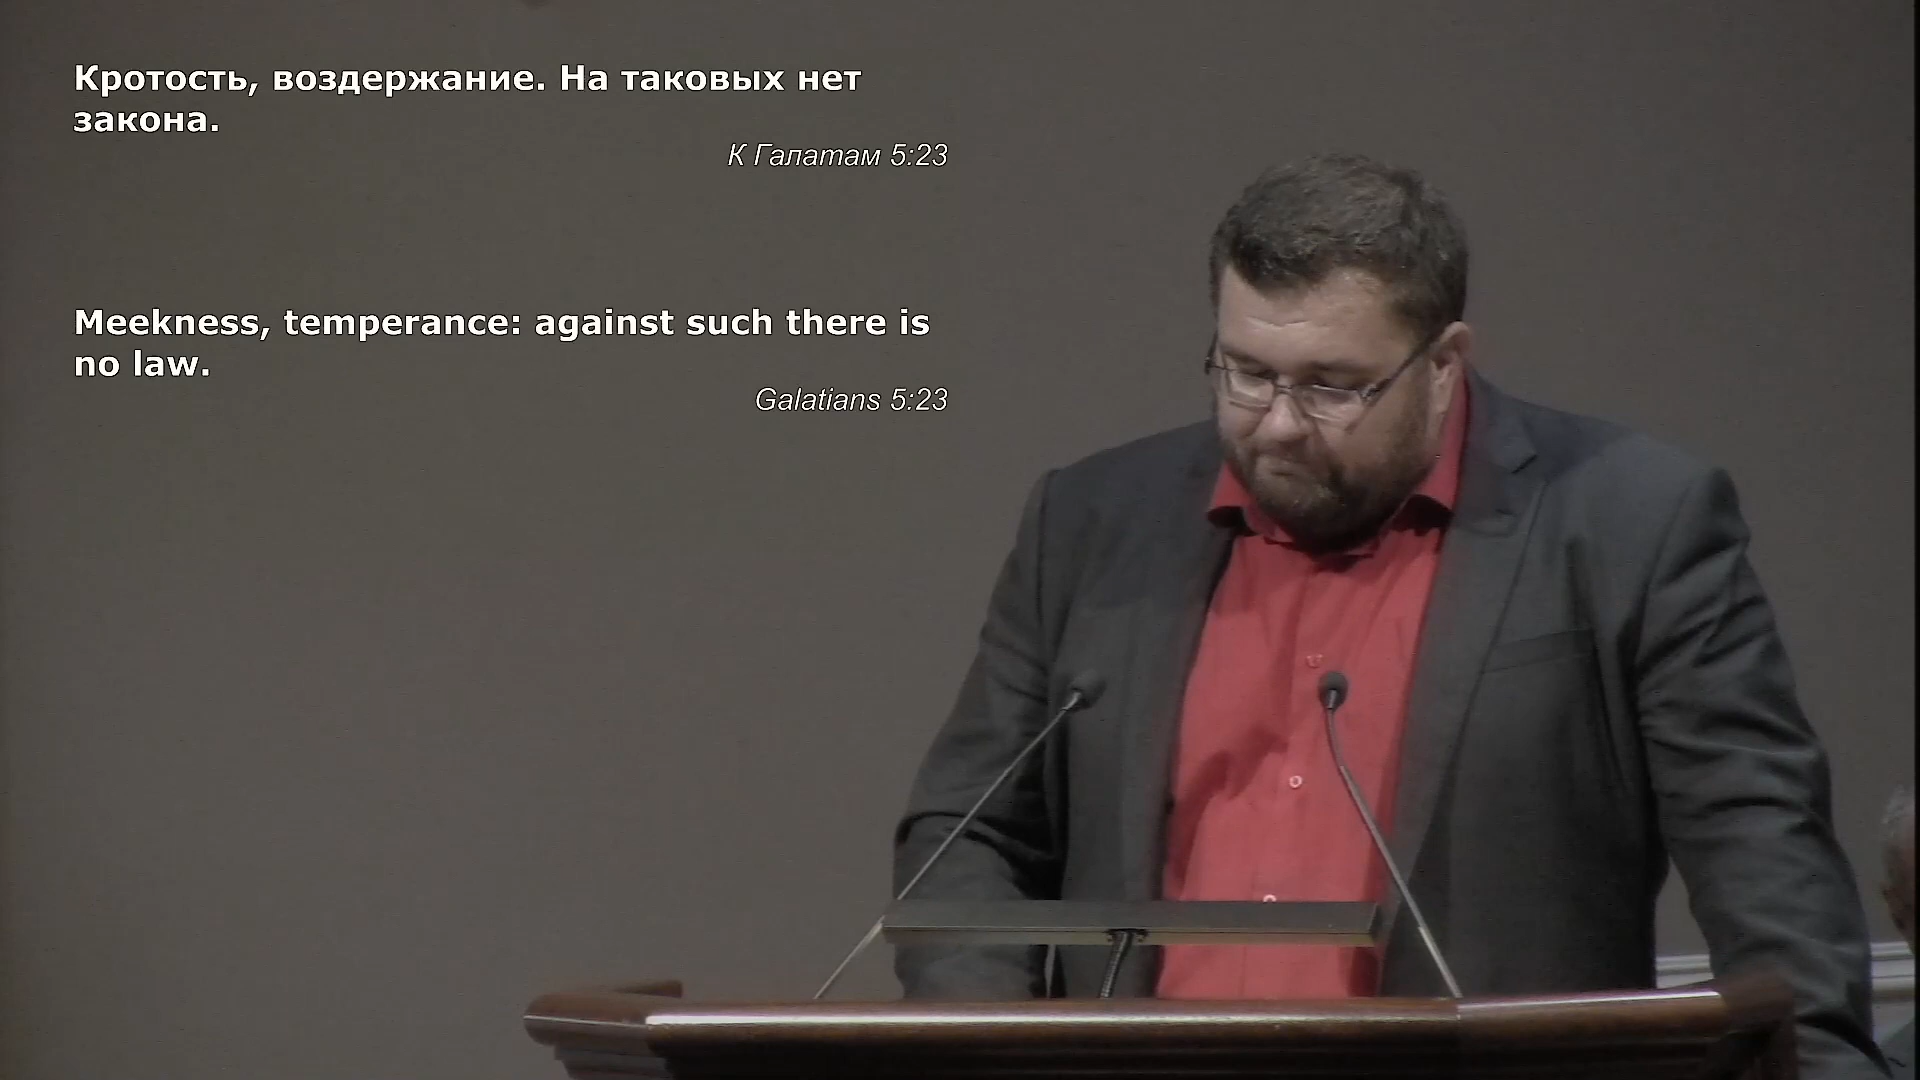 Кротость, воздержание. На таковых нет
закона.
К Галатам 5:23
Meekness, temperance: against such there is
no law.
Galatians 5:23